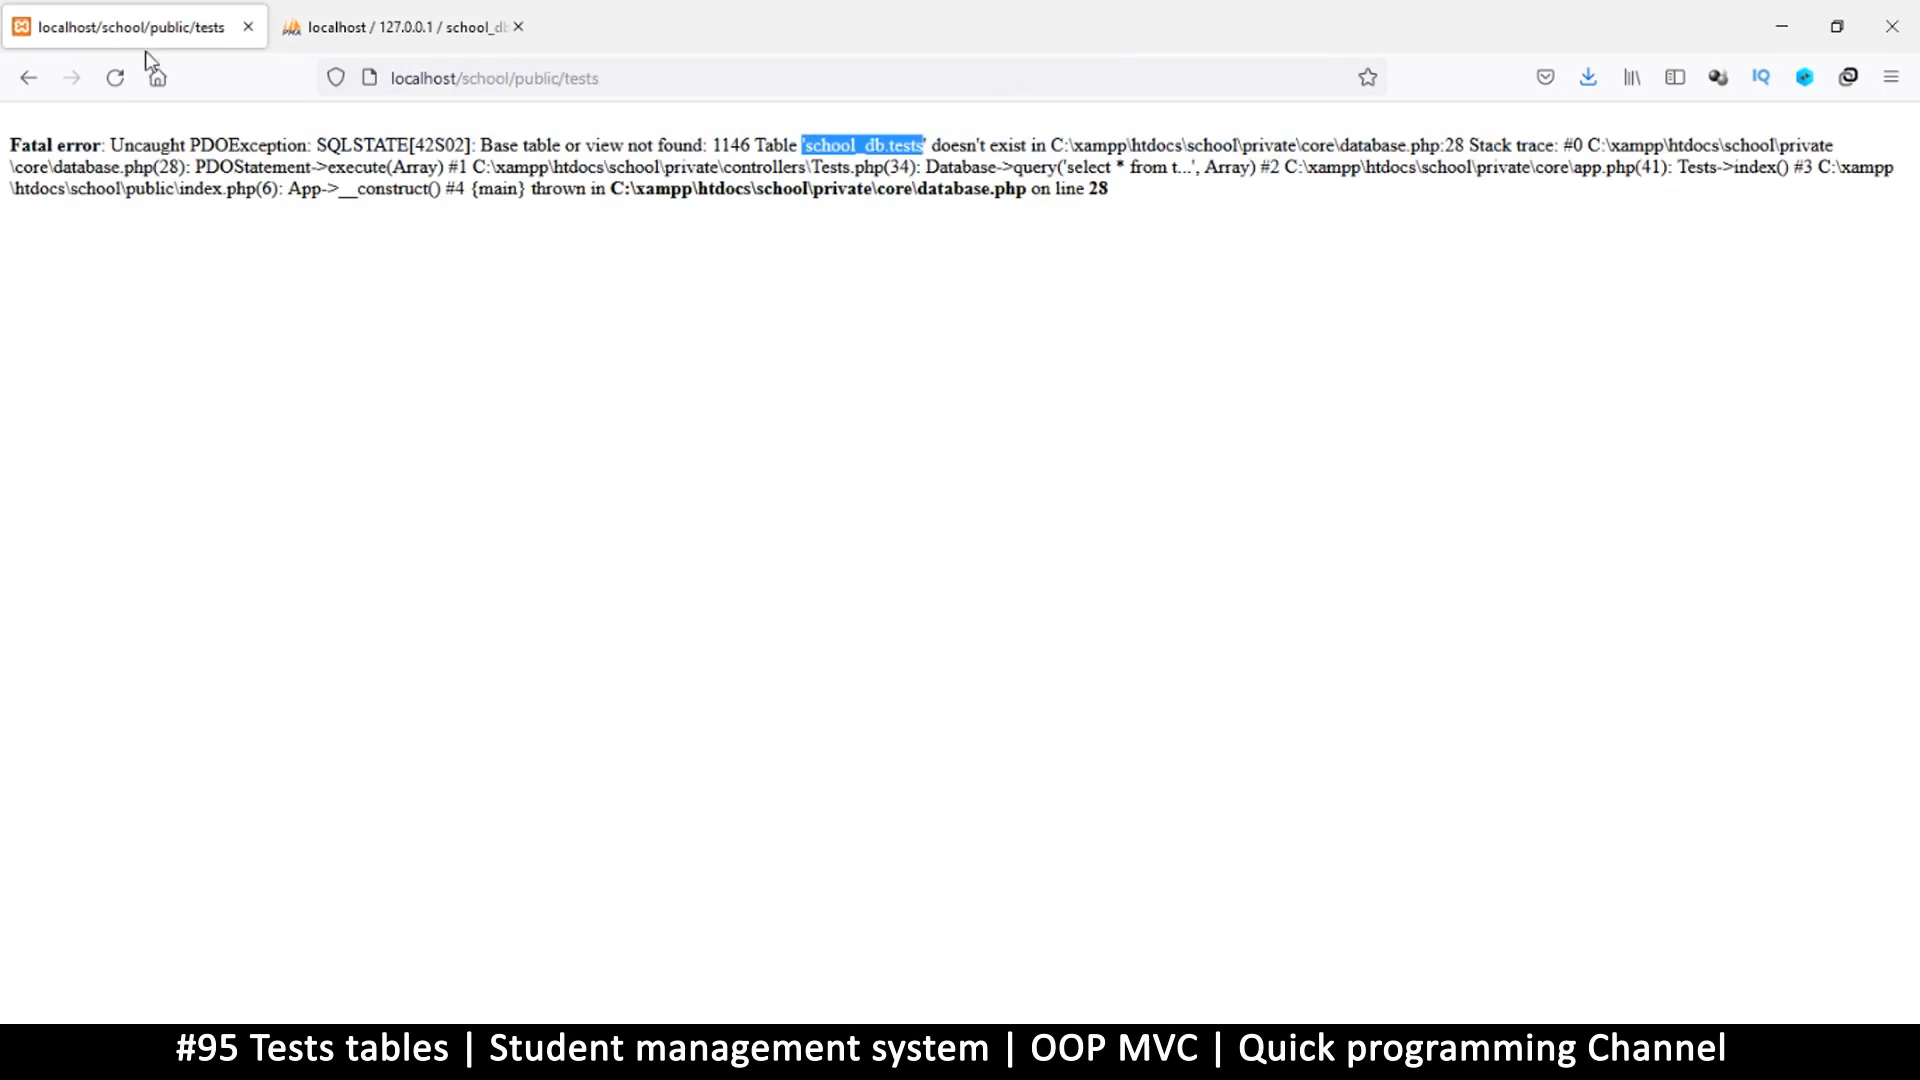 localhost/school/public/tests
localhost / 127.0.0.1 / school_db
localhost/school/public/tests
IQ
Fatal error: Uncaught PDOException: SQLSTATE[42S02]: Base table or view not found: 1146 Table 'school_db.tests' doesn't exist in C:\xampp\htdocs\school\private\core\database.php:28 Stack trace: #0 C:\xampp\htdocs\school\private
\core\database.php(28): PDOStatement->execute(Array) #1 C:\xampp\htdocs\school\private\controllers\Tests.php(34): Database->query('select * from t...', Array) #2 C:\xampp\htdocs\school\private\core\app.php(41): Tests->index() #3 C:\xampp
\htdocs\school\public\index.php(6): App->__construct() #4 {main} thrown in C:\xampp\htdocs\school\private\core\database.php on line 28
#95 Tests tables | Student management system | OOP MVC | Quick programming Channel